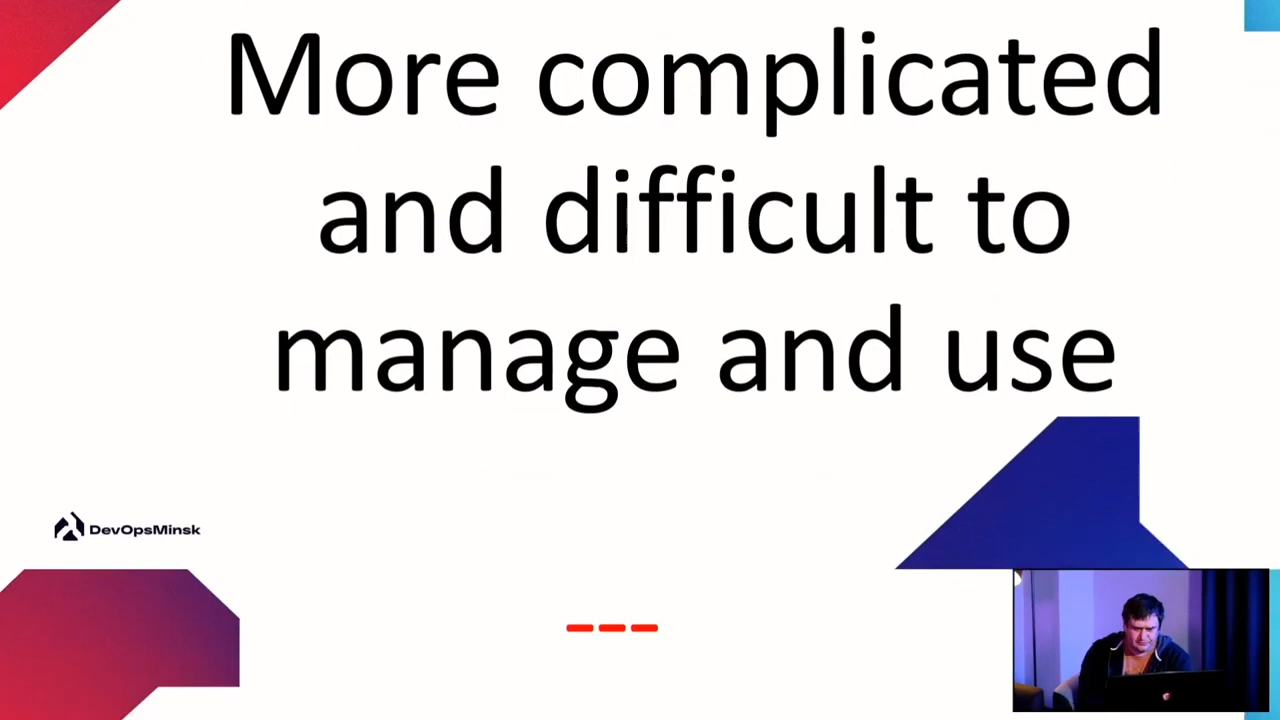 More complicated
and difficult to
manage and use
DevOpsMinsk
---